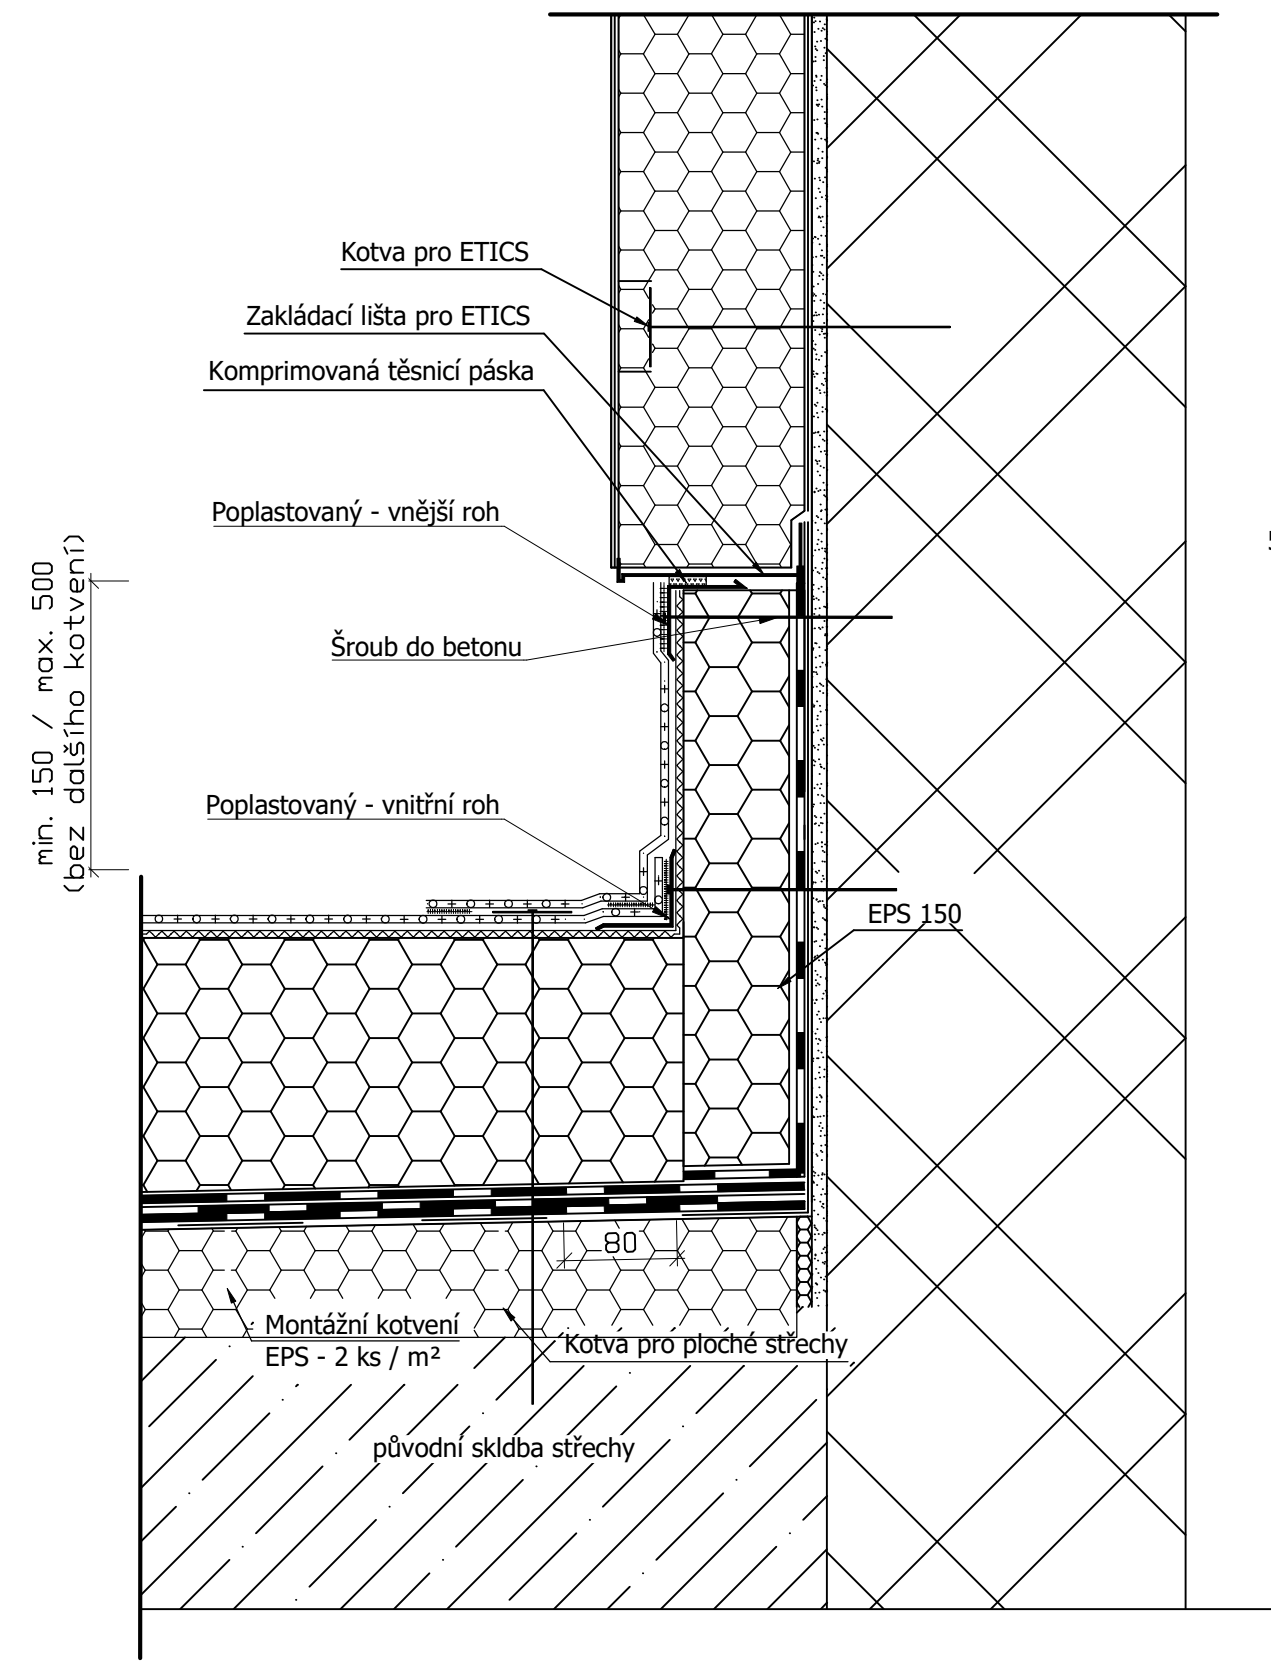 Kotva pro ETICS
Zakládací lišta pro ETICS
Komprimovaná těsnicí páska
Poplastovaný - vnější roh
min. 150 / max. 500
(bez dalšího kotvení)
Šroub do betonu
Poplastovaný - vnitřní roh
EPS 150
80
Montážní kotvení
EPS - 2 ks / m²
Kotva pro ploché střechy
původní skldba střechy